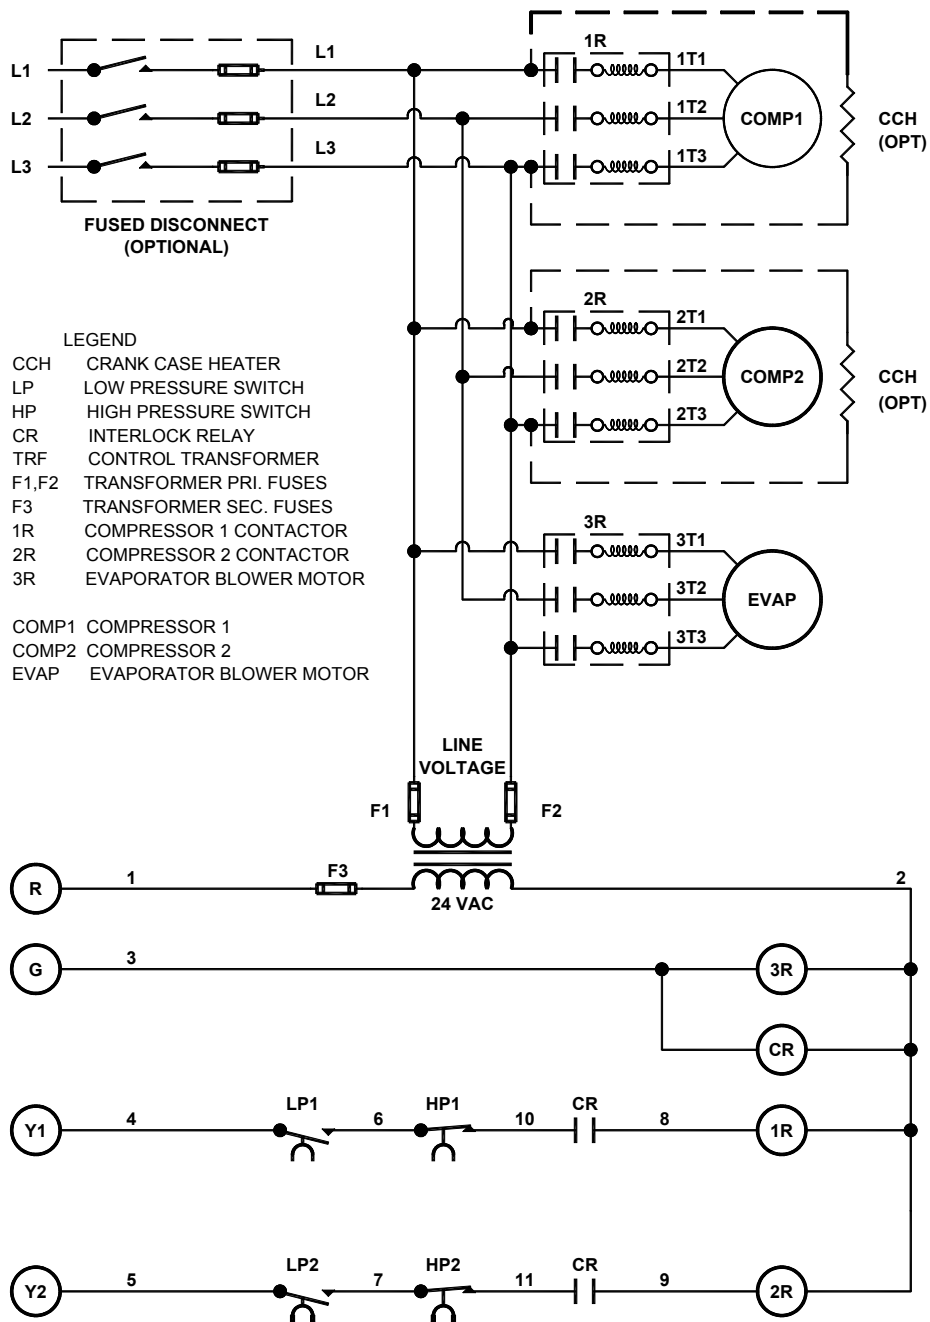 L1
L1
L2
L2
L3
L3
FUSED DISCONNECT
(OPTIONAL)
1R
1T1
1T2
1T3
COMP1
CCH
(OPT)
2R
2T1
2T2
2T3
COMP2
CCH
(OPT)
3R
3T1
3T2
3T3
EVAP
LEGEND
CCH CRANK CASE HEATER
LP LOW PRESSURE SWITCH
HP HIGH PRESSURE SWITCH
CR INTERLOCK RELAY
TRF CONTROL TRANSFORMER
F1,F2 TRANSFORMER PRI. FUSES
F3 TRANSFORMER SEC. FUSES
1R COMPRESSOR 1 CONTACTOR
2R COMPRESSOR 2 CONTACTOR
3R EVAPORATOR BLOWER MOTOR
COMP1 COMPRESSOR 1
COMP2 COMPRESSOR 2
EVAP EVAPORATOR BLOWER MOTOR
LINE
VOLTAGE
F1
F2
R
1
F3
24 VAC
2
G
3
3R
CR
Y1
4
LP1
6
HP1
10
CR
8
1R
Y2
5
LP2
7
HP2
11
CR
9
2R